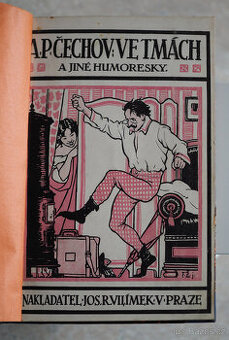 A.P.ČECHOV: VE TMÁCH
A JINÉ HUMORESKY.
NAKLADATEL: JOS.R.VILÍMEK•V•PRAZE